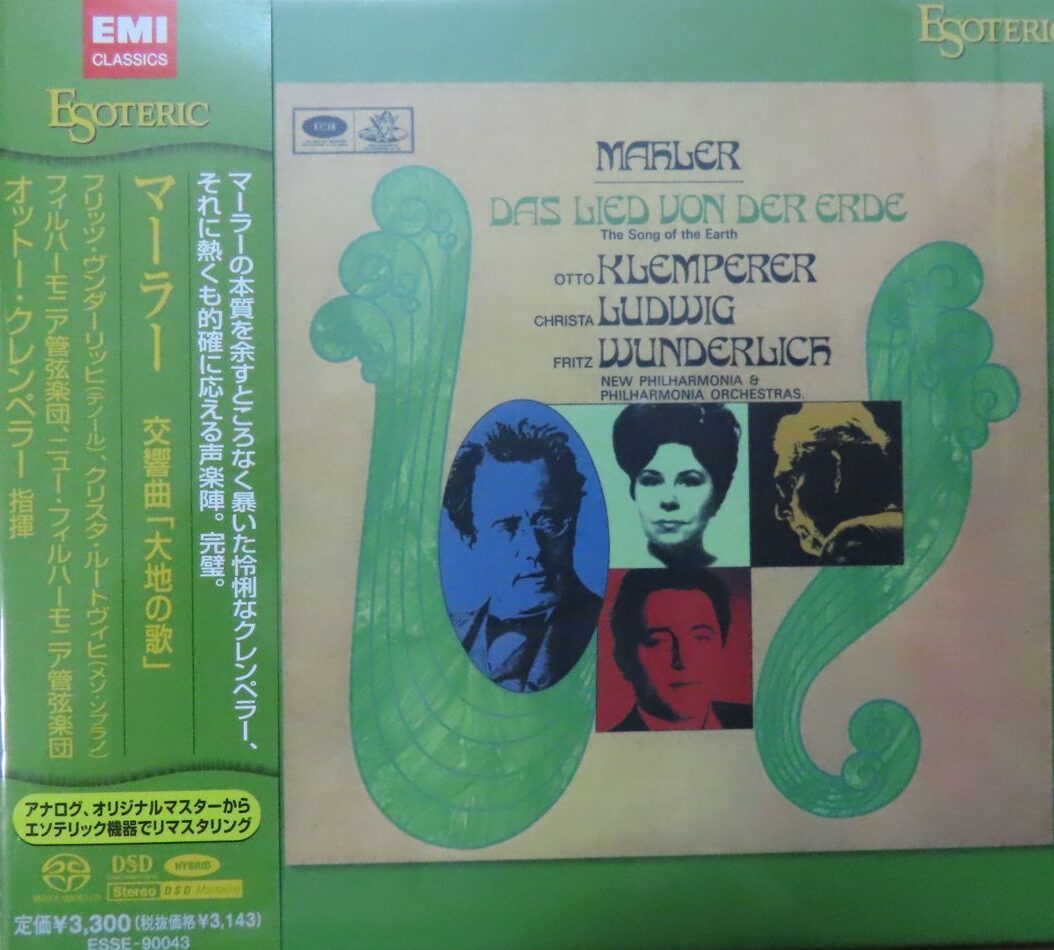 EMI
CLASSICS
ESOTERIC
マーラーの本質を余すところなく暴いた怜悧なクレンペラー、
それに熱くも的確に応える声楽陣。完璧。
マーラー 交響曲「大地の歌」
フリッツ・ヴンダーリッヒ(テノール)、クリスタ・ルートヴィヒ(メゾ・ソプラノ)
フィルハーモニア管弦楽団、ニュー・フィルハーモニア管弦楽団
オットー・クレンペラー 指揮
アナログ、オリジナルマスターから
エソテリック機器でリマスタリング
DSD
HYBRID
Stereo DSD Mastered
定価¥3,300(税抜価格¥3,143)
ESSE-90043
ESOTERIC
EMI
MAHLER
DAS LIED VON DER ERDE
The Song of the Earth
OTTO KLEMPERER
CHRISTA LUDWIG
FRITZ WUNDERLICH
NEW PHILHARMONIA &
PHILHARMONIA ORCHESTRAS.